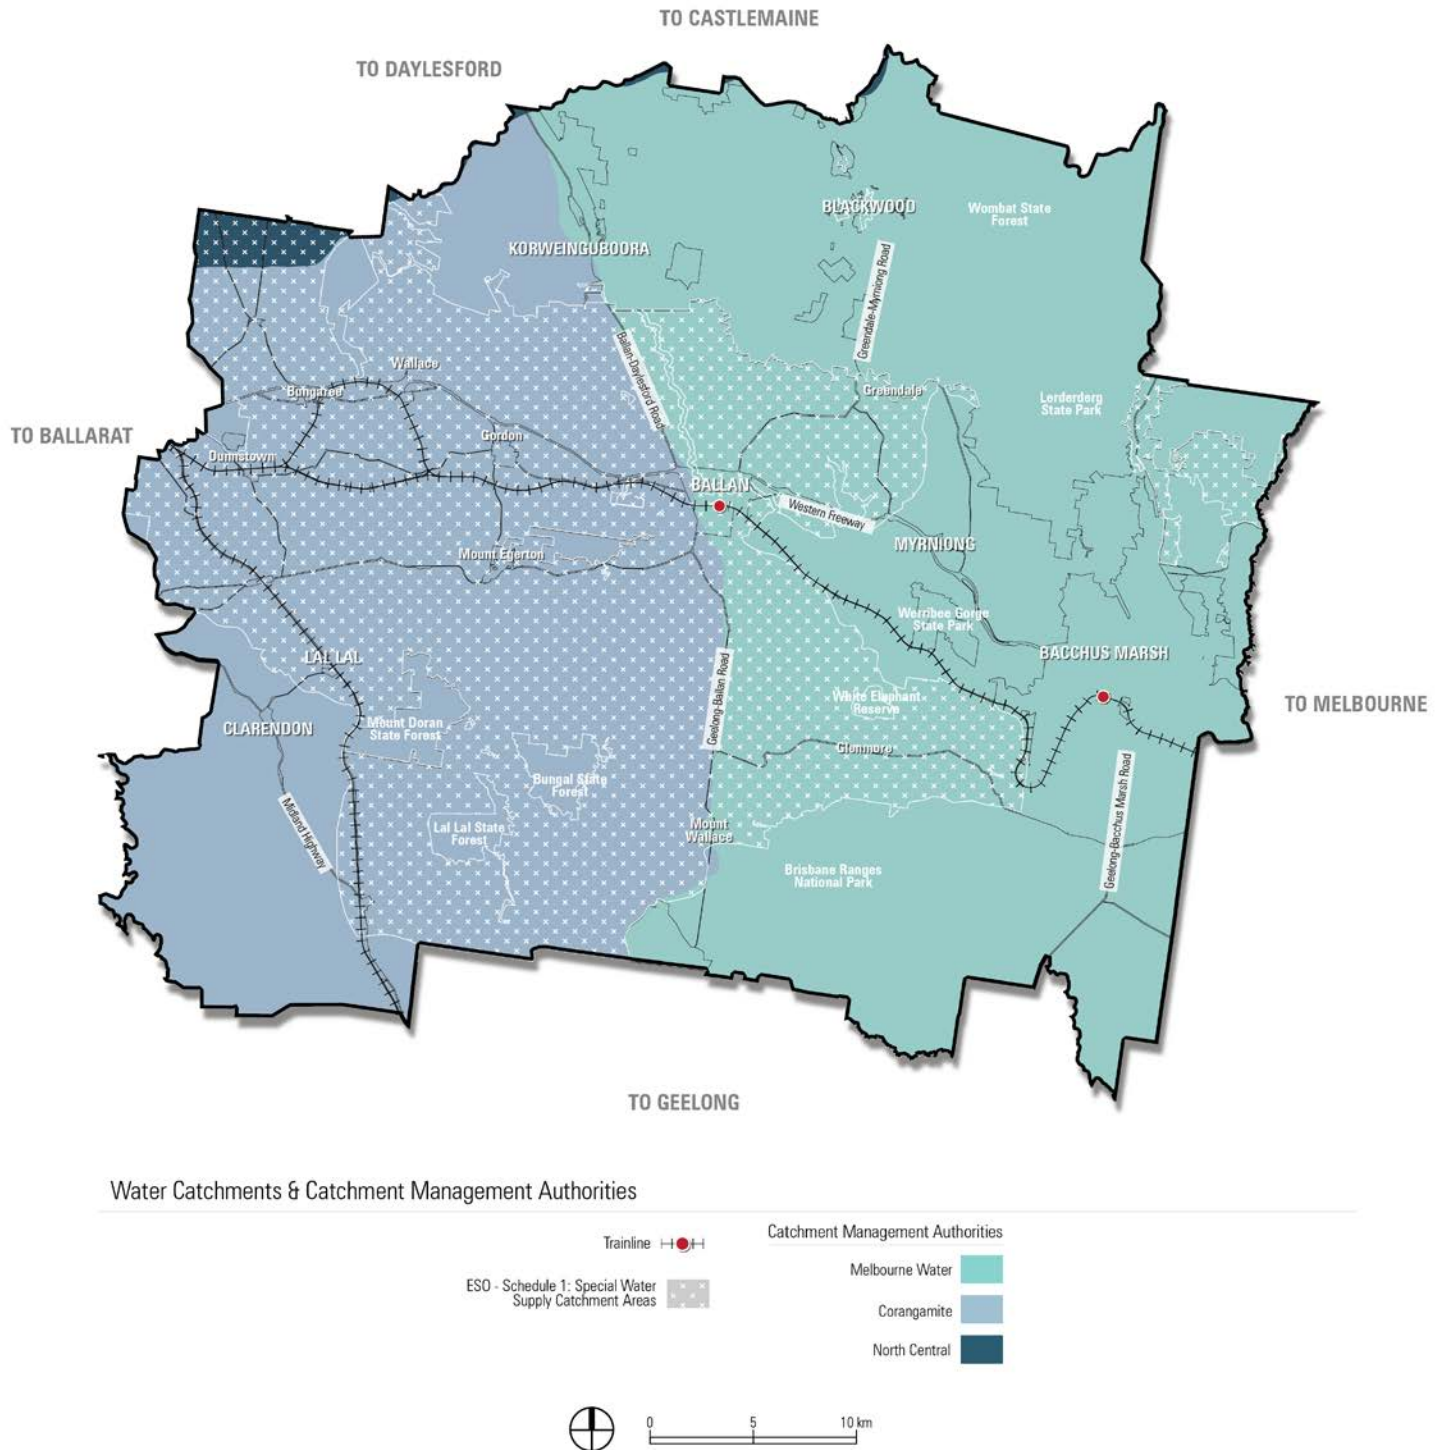 TO CASTLEMAINE
TO DAYLESFORD
BLACKWOOD
Wombat State
Forest
KORWEINGUBOORA
Greendale-Myrniong Road
Ballan-Daylesford Road
Wallace
Bungaree
Greendale
Lerderderg
State Park
TO BALLARAT
Gordon
Dunnstown
BALLAN
Western Freeway
MYRNIONG
Mount Egerton
Werribee Gorge
State Park
BACCHUS MARSH
LAL LAL
Geelong-Ballan Road
White Elephant
Reserve
TO MELBOURNE
CLARENDON
Mount Doran
State Forest
Glenmore
Bungal State
Forest
Geelong-Bacchus Marsh Road
Midland Highway
Lal Lal State
Forest
Mount
Wallace
Brisbane Ranges
National Park
TO GEELONG
Water Catchments & Catchment Management Authorities
Trainline
ESO - Schedule 1: Special Water
Supply Catchment Areas
Catchment Management Authorities
Melbourne Water
Corangamite
North Central
0 5 10 km